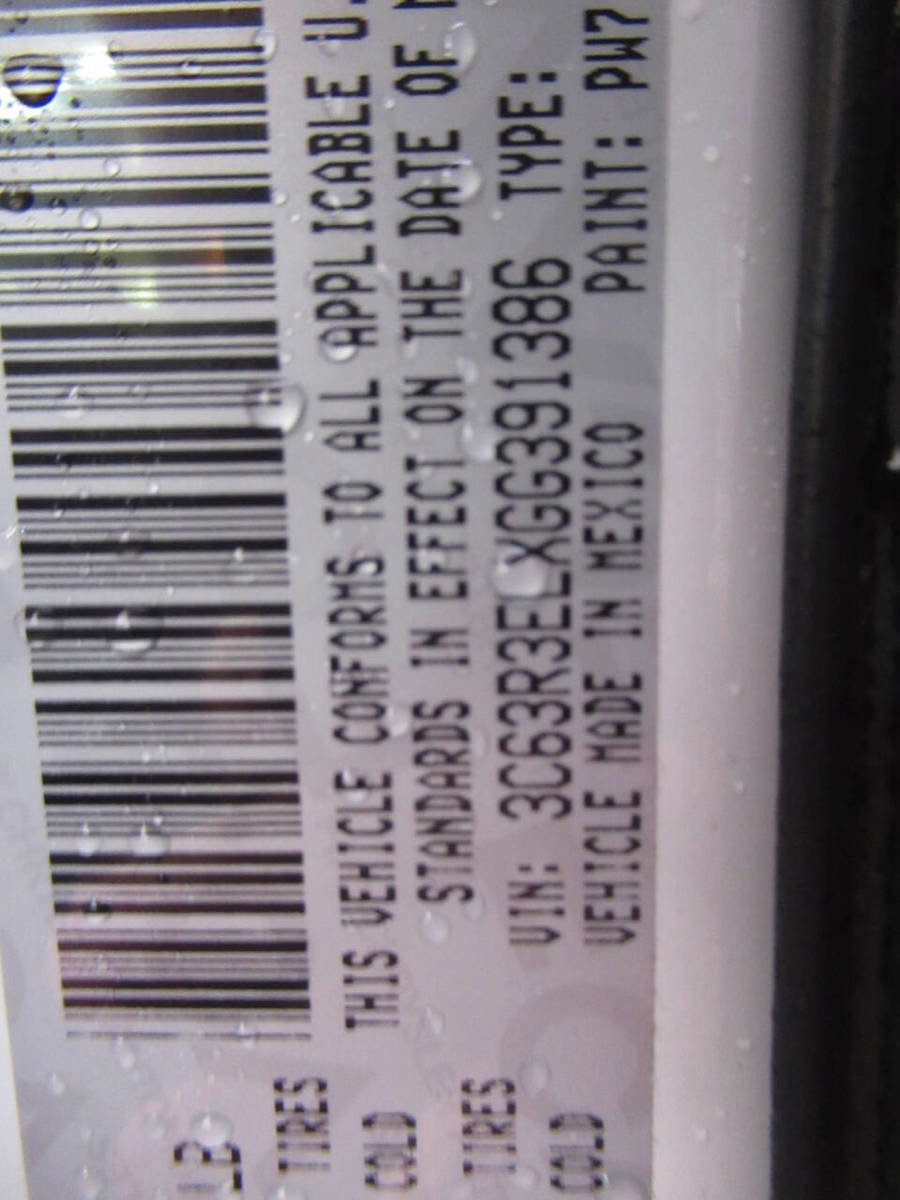 LB
TIRES
THIS VEHICLE CONFORMS TO ALL APPLICABLE U.
COLD
STANDARDS IN EFFECT ON THE DATE OF
TIRES
VIN: 3C63R3ELXGG391386 TYPE:
COLD
VEHICLE MADE IN MEXICO PAINT: PW7